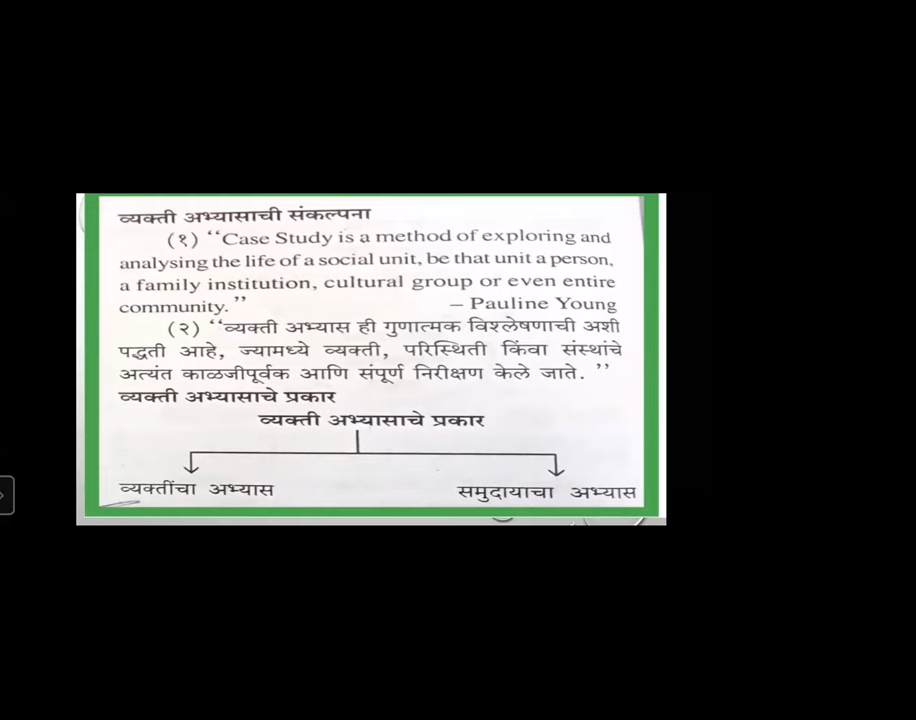 व्यक्ती अभ्यासाची संकल्पना
(१) “Case Study is a method of exploring and
analysing the life of a social unit, be that unit a person,
a family institution, cultural group or even entire
community.” – Pauline Young
(२) “व्यक्ती अभ्यास ही गुणात्मक विश्लेषणाची अशी
पद्धती आहे, ज्यामध्ये व्यक्ती, परिस्थिती किंवा संस्थांचे
अत्यंत काळजीपूर्वक आणि संपूर्ण निरीक्षण केले जाते.”
व्यक्ती अभ्यासाचे प्रकार
व्यक्ती अभ्यासाचे प्रकार
व्यक्तींचा अभ्यास समुदायाचा अभ्यास